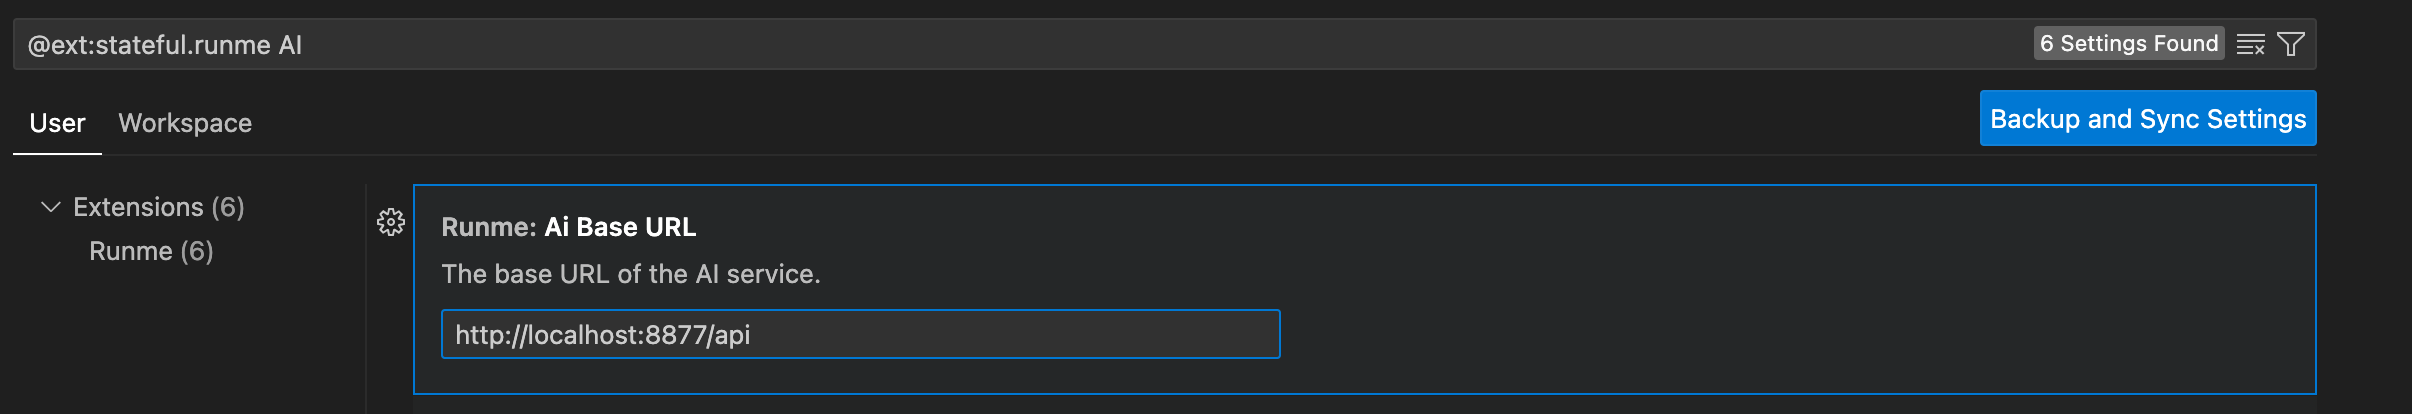 @ext:stateful.runme AI
6 Settings Found
User
Workspace
Backup and Sync Settings
Extensions (6)
Runme (6)
Runme: Ai Base URL
The base URL of the AI service.
http://localhost:8877/api